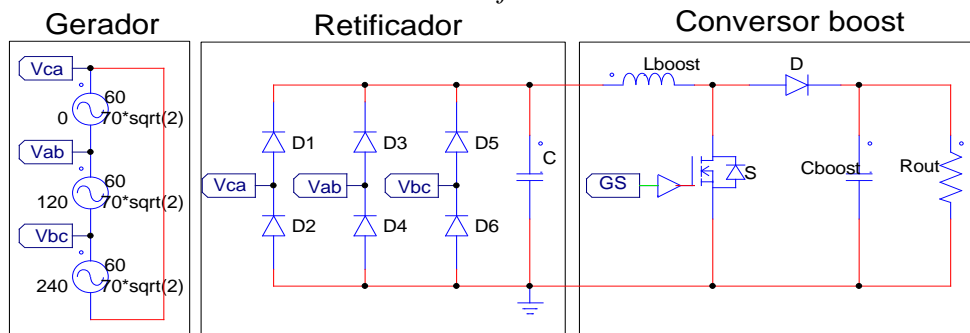 Gerador
Vca
60
0
70*sqrt(2)
Vab
60
120
70*sqrt(2)
Vbc
60
240
70*sqrt(2)
Retificador
D1
D3
D5
Vca
Vab
Vbc
C
D2
D4
D6
Conversor boost
Lboost
D
GS
S
Cboost
Rout